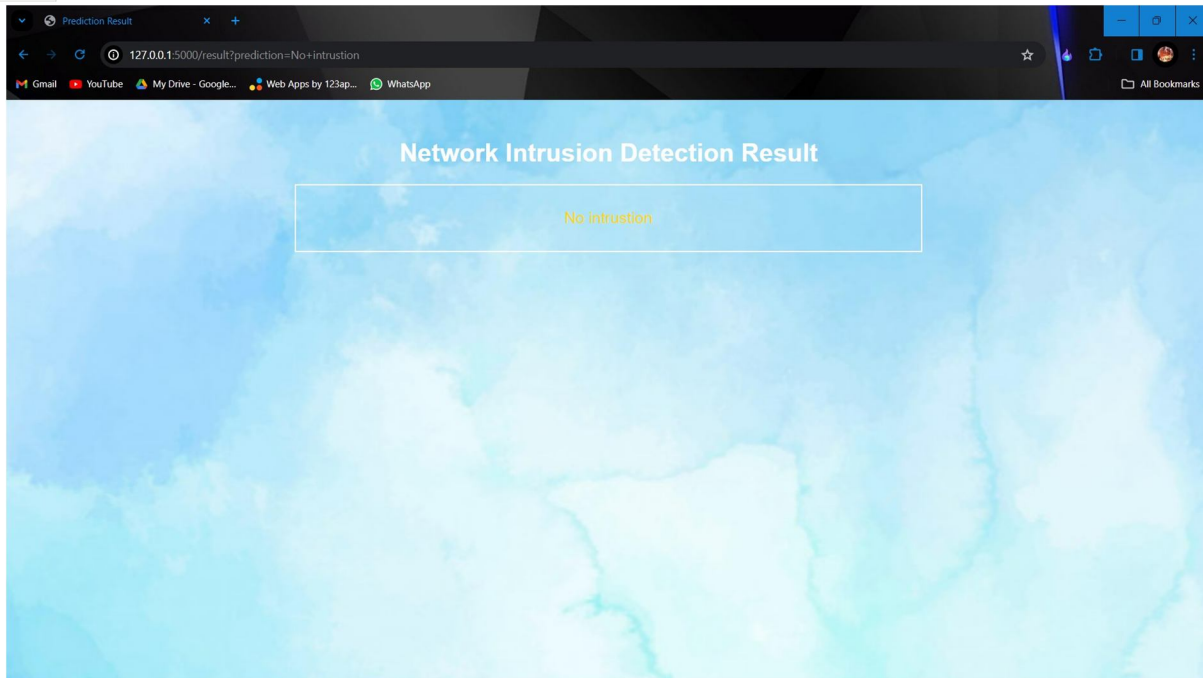 Prediction Result
127.0.0.1:5000/result?prediction=No+intrustion
Gmail YouTube My Drive - Google... Web Apps by 123ap... WhatsApp All Bookmarks
Network Intrusion Detection Result
No intrustion